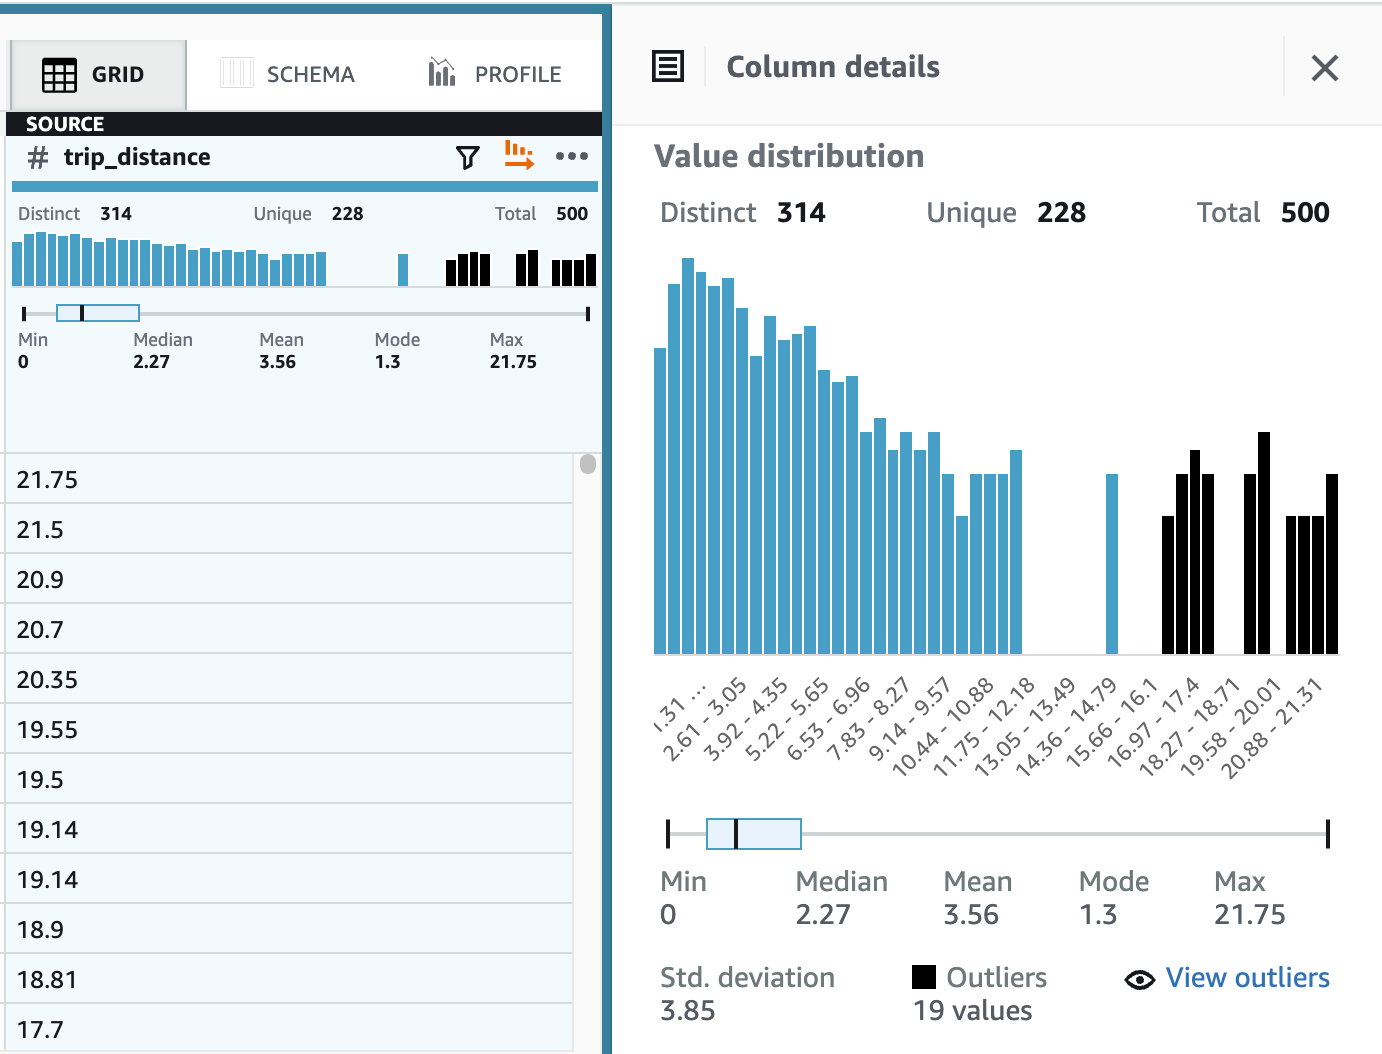 GRID SCHEMA PROFILE
SOURCE
# trip_distance
Distinct 314 Unique 228 Total 500
Min Median Mean Mode Max
0 2.27 3.56 1.3 21.75
21.75
21.5
20.9
20.7
20.35
19.55
19.5
19.14
19.14
18.9
18.81
17.7
Column details
Value distribution
Distinct 314 Unique 228 Total 500
1.31 ...
2.61 - 3.05
3.92 - 4.35
5.22 - 5.65
6.53 - 6.96
7.83 - 8.27
9.14 - 9.57
10.44 - 10.88
11.75 - 12.18
13.05 - 13.49
14.36 - 14.79
15.66 - 16.1
16.97 - 17.4
18.27 - 18.71
19.58 - 20.01
20.88 - 21.31
Min Median Mean Mode Max
0 2.27 3.56 1.3 21.75
Std. deviation Outliers View outliers
3.85 19 values